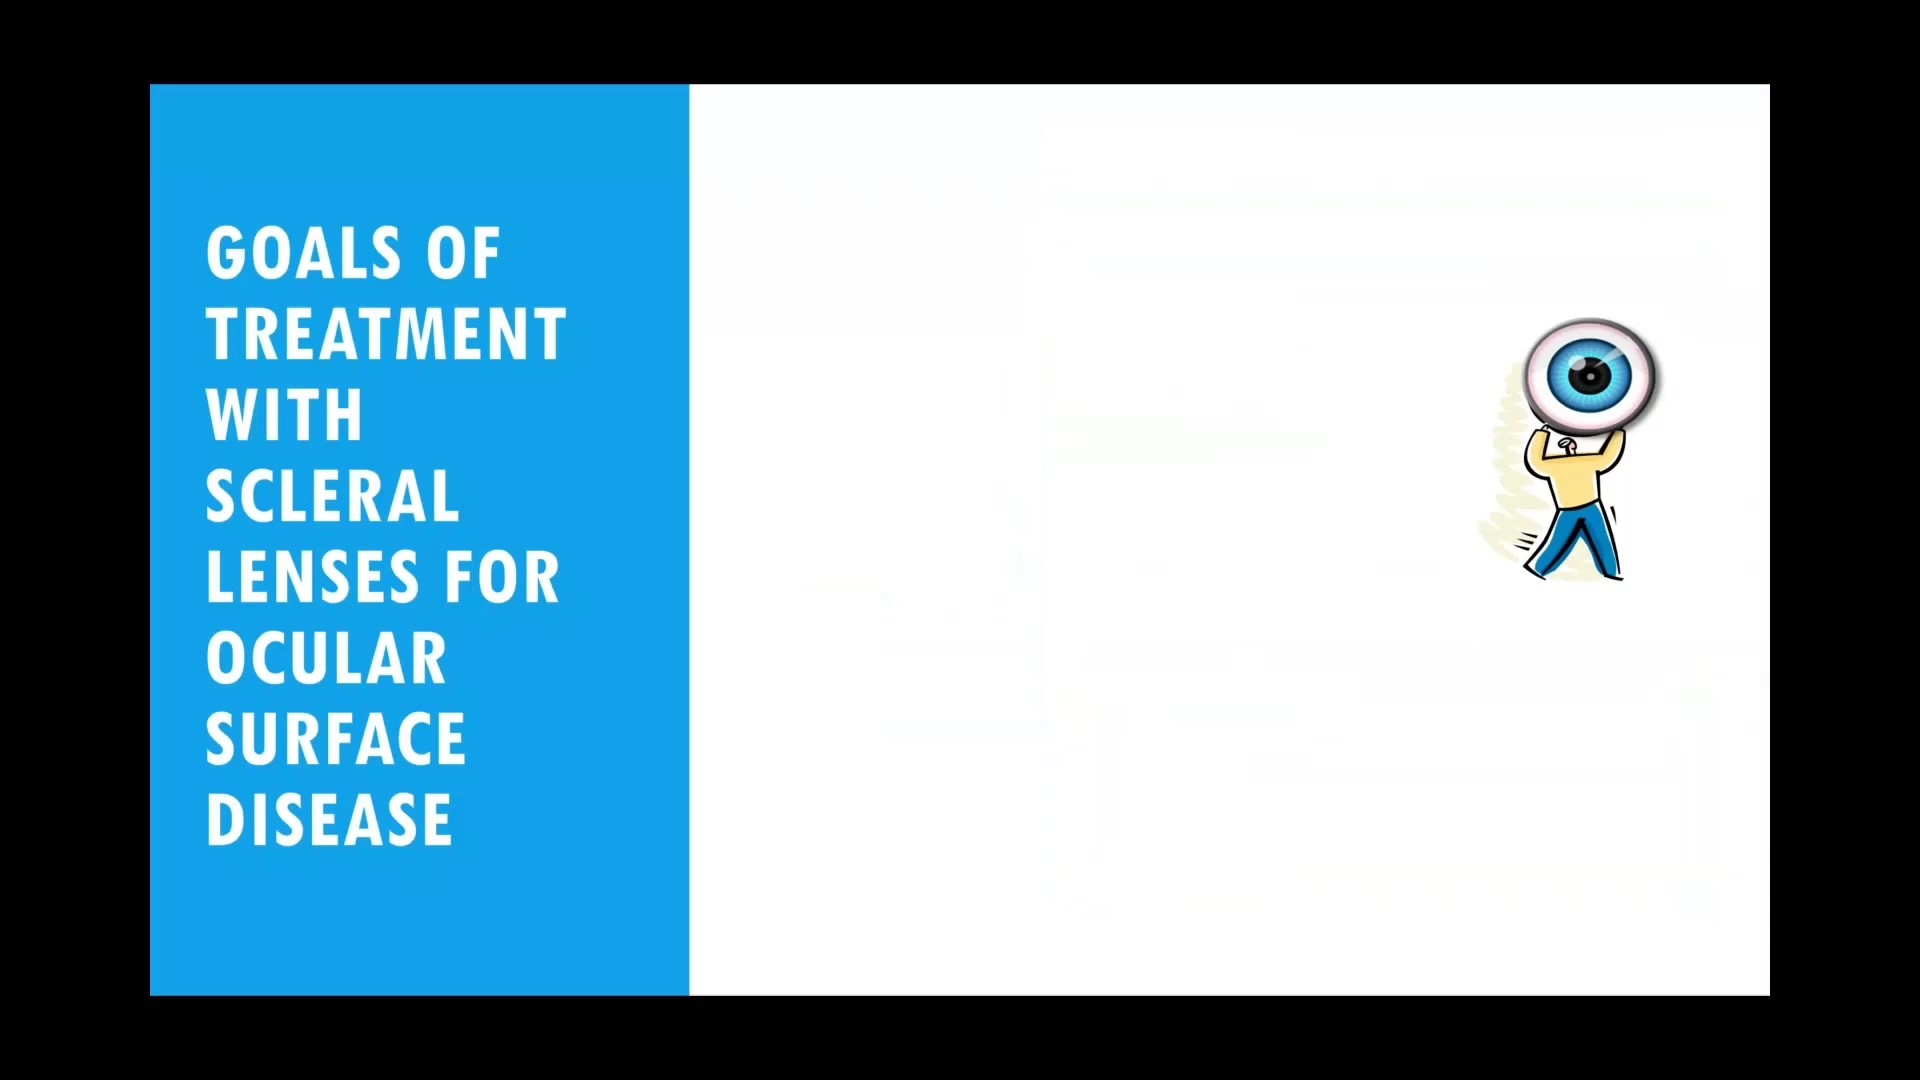 GOALS OF
TREATMENT
WITH
SCLERAL
LENSES FOR
OCULAR
SURFACE
DISEASE